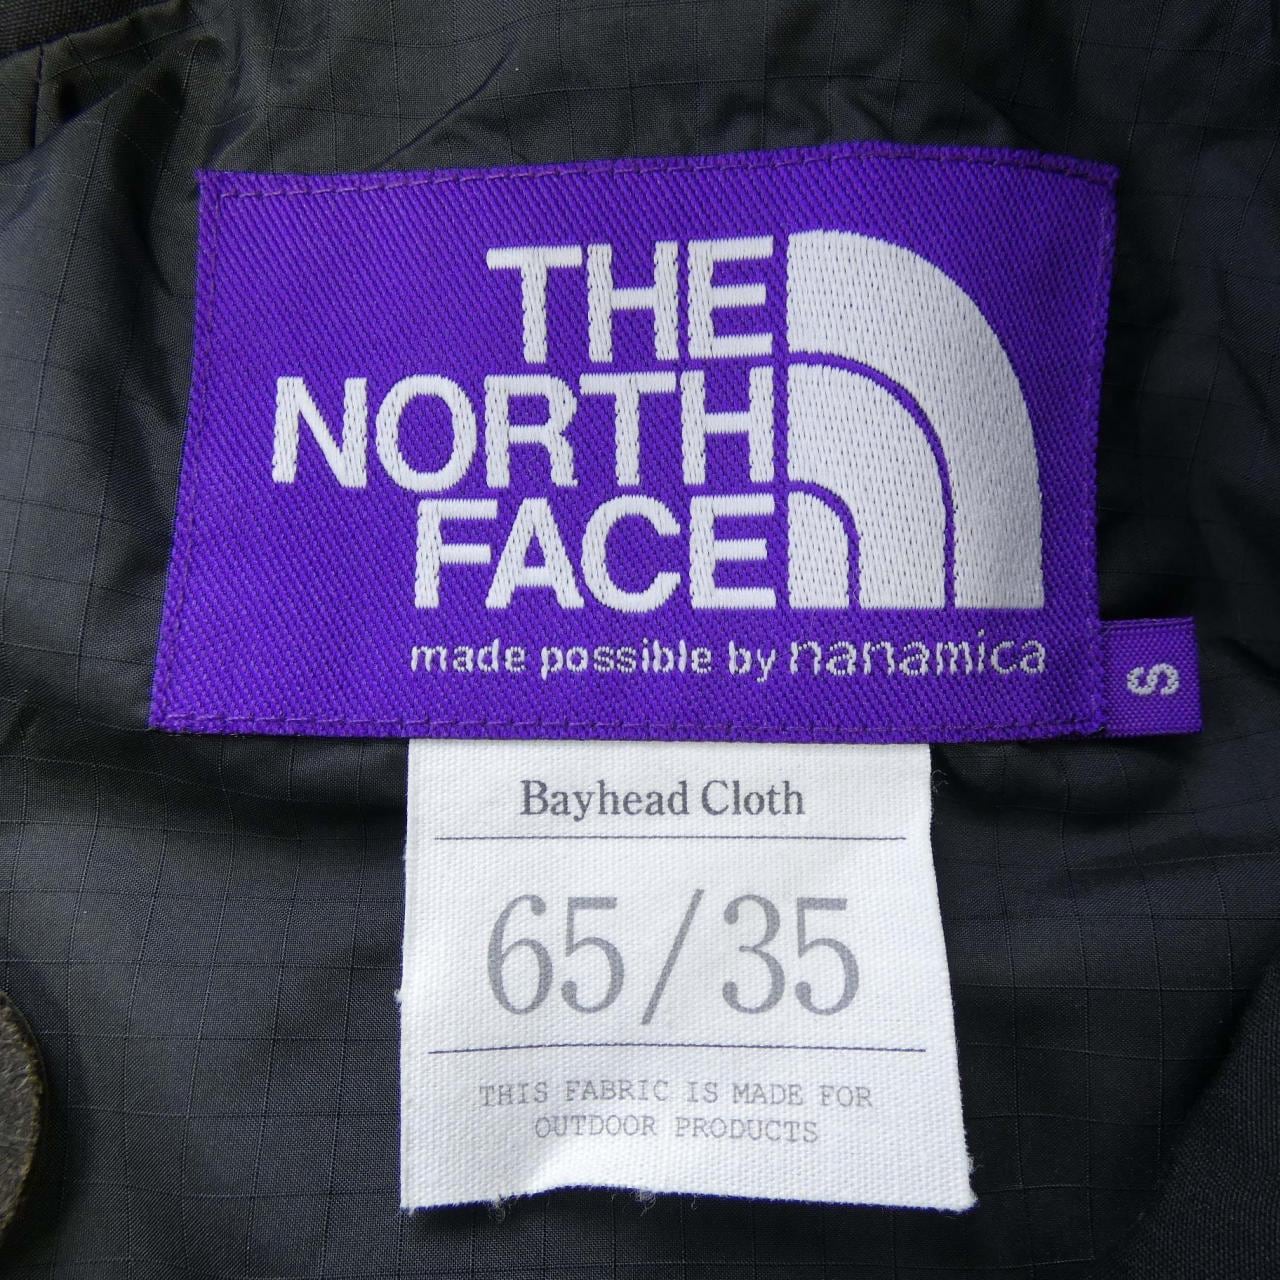 THE
NORTH
FACE
made possible by nanamica
S
Bayhead Cloth
65/35
THIS FABRIC IS MADE FOR
OUTDOOR PRODUCTS